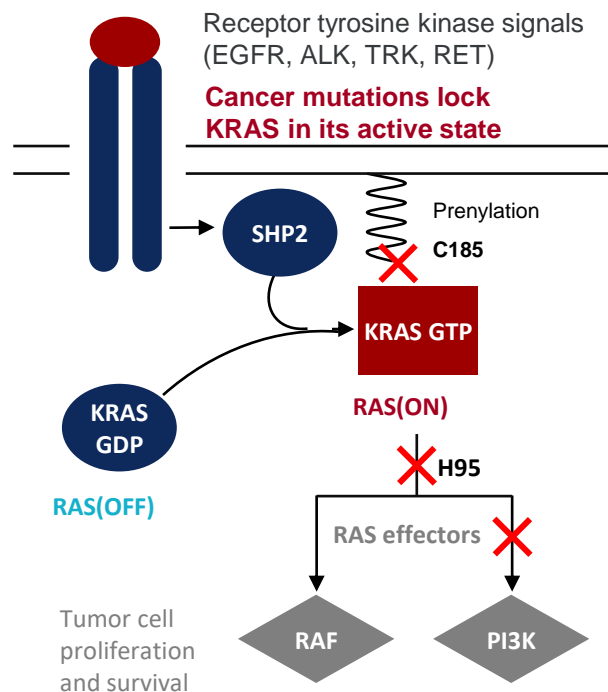 Receptor tyrosine kinase signals
(EGFR, ALK, TRK, RET)
Cancer mutations lock
KRAS in its active state
Prenylation
C185
SHP2
KRAS GTP
KRAS
GDP
RAS(ON)
H95
RAS(OFF)
RAS effectors
Tumor cell
proliferation
and survival
RAF
PI3K